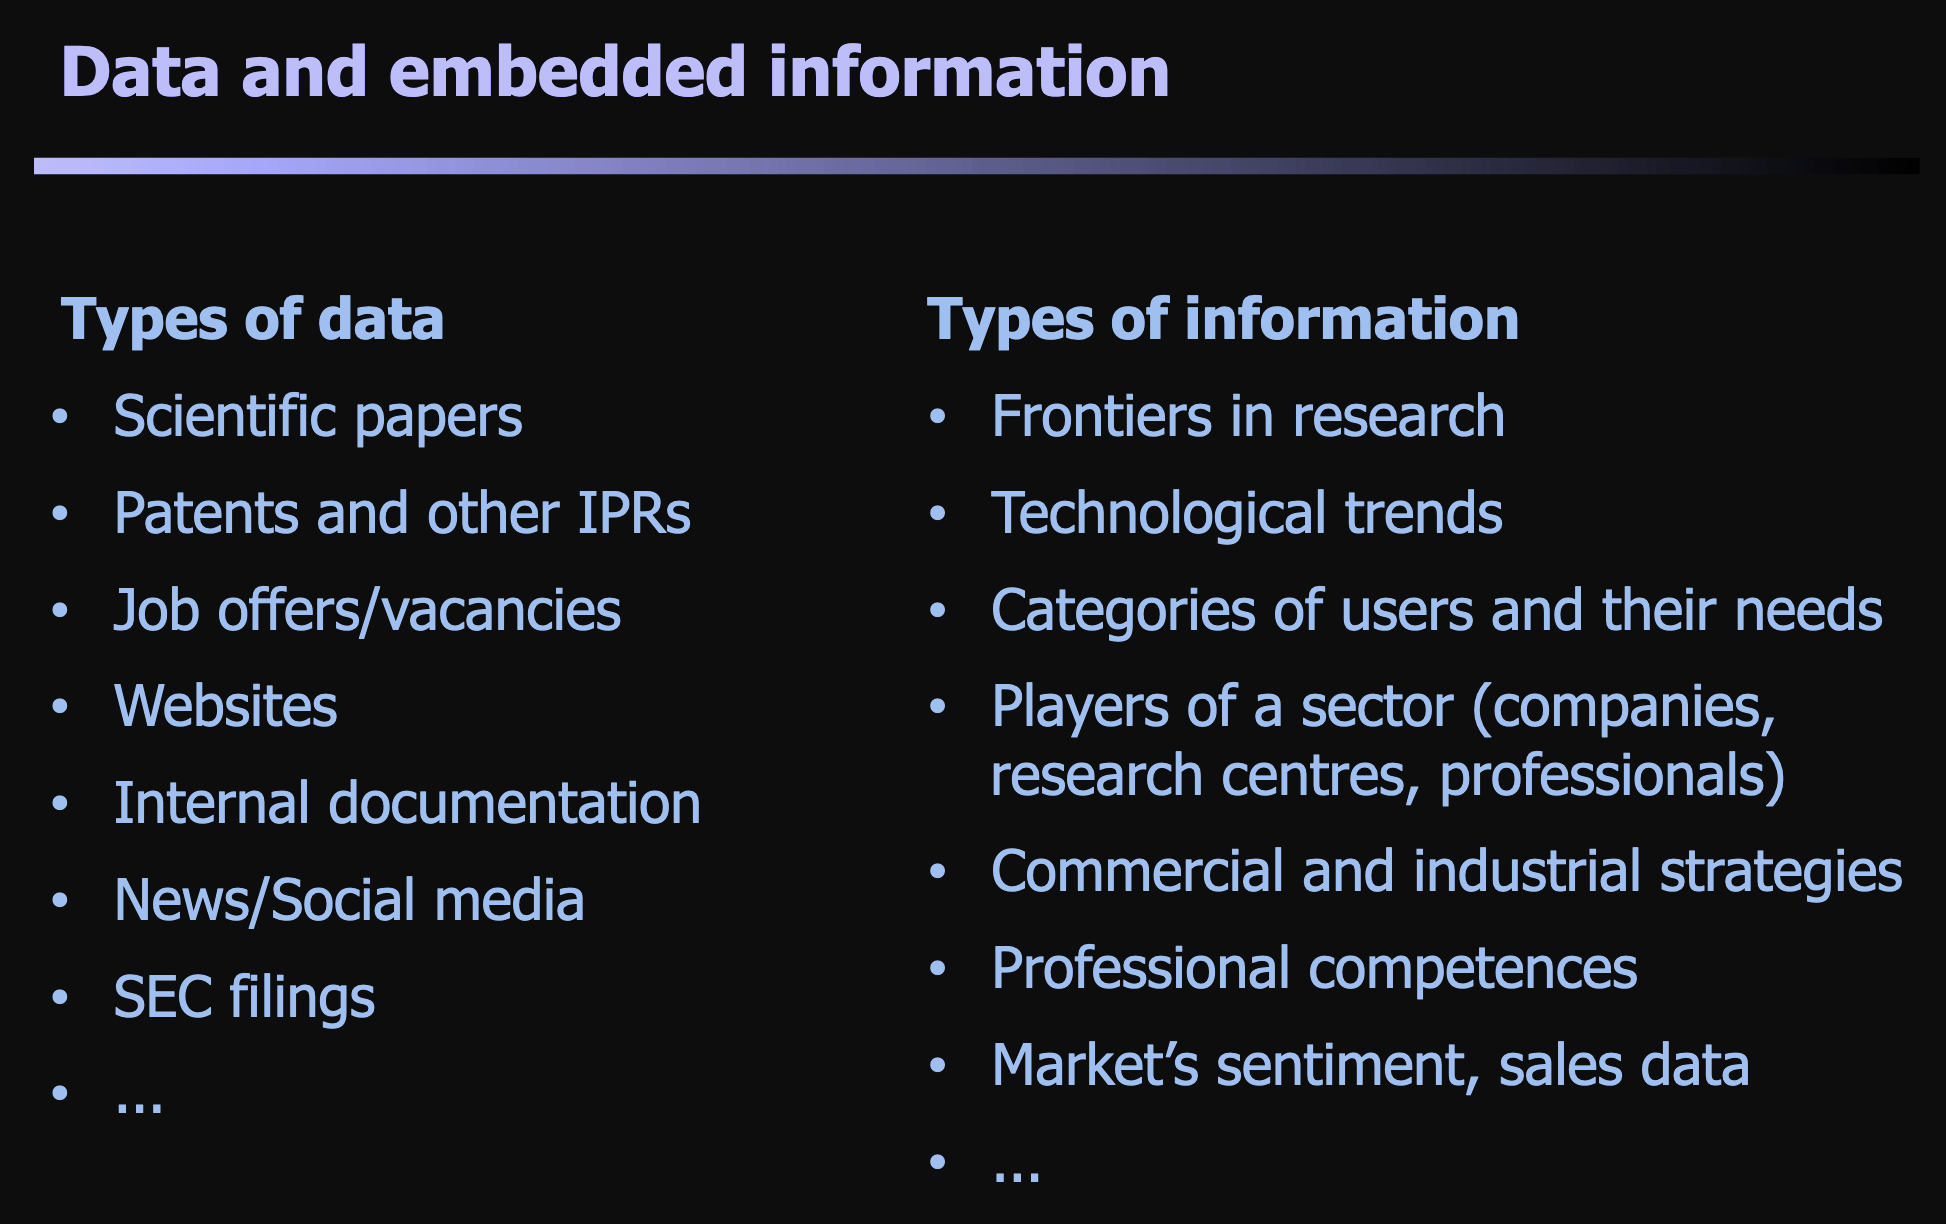 Data and embedded information
Types of data
• Scientific papers
• Patents and other IPRs
• Job offers/vacancies
• Websites
• Internal documentation
• News/Social media
• SEC filings
• ...
Types of information
• Frontiers in research
• Technological trends
• Categories of users and their needs
• Players of a sector (companies,
research centres, professionals)
• Commercial and industrial strategies
• Professional competences
• Market’s sentiment, sales data
• ...